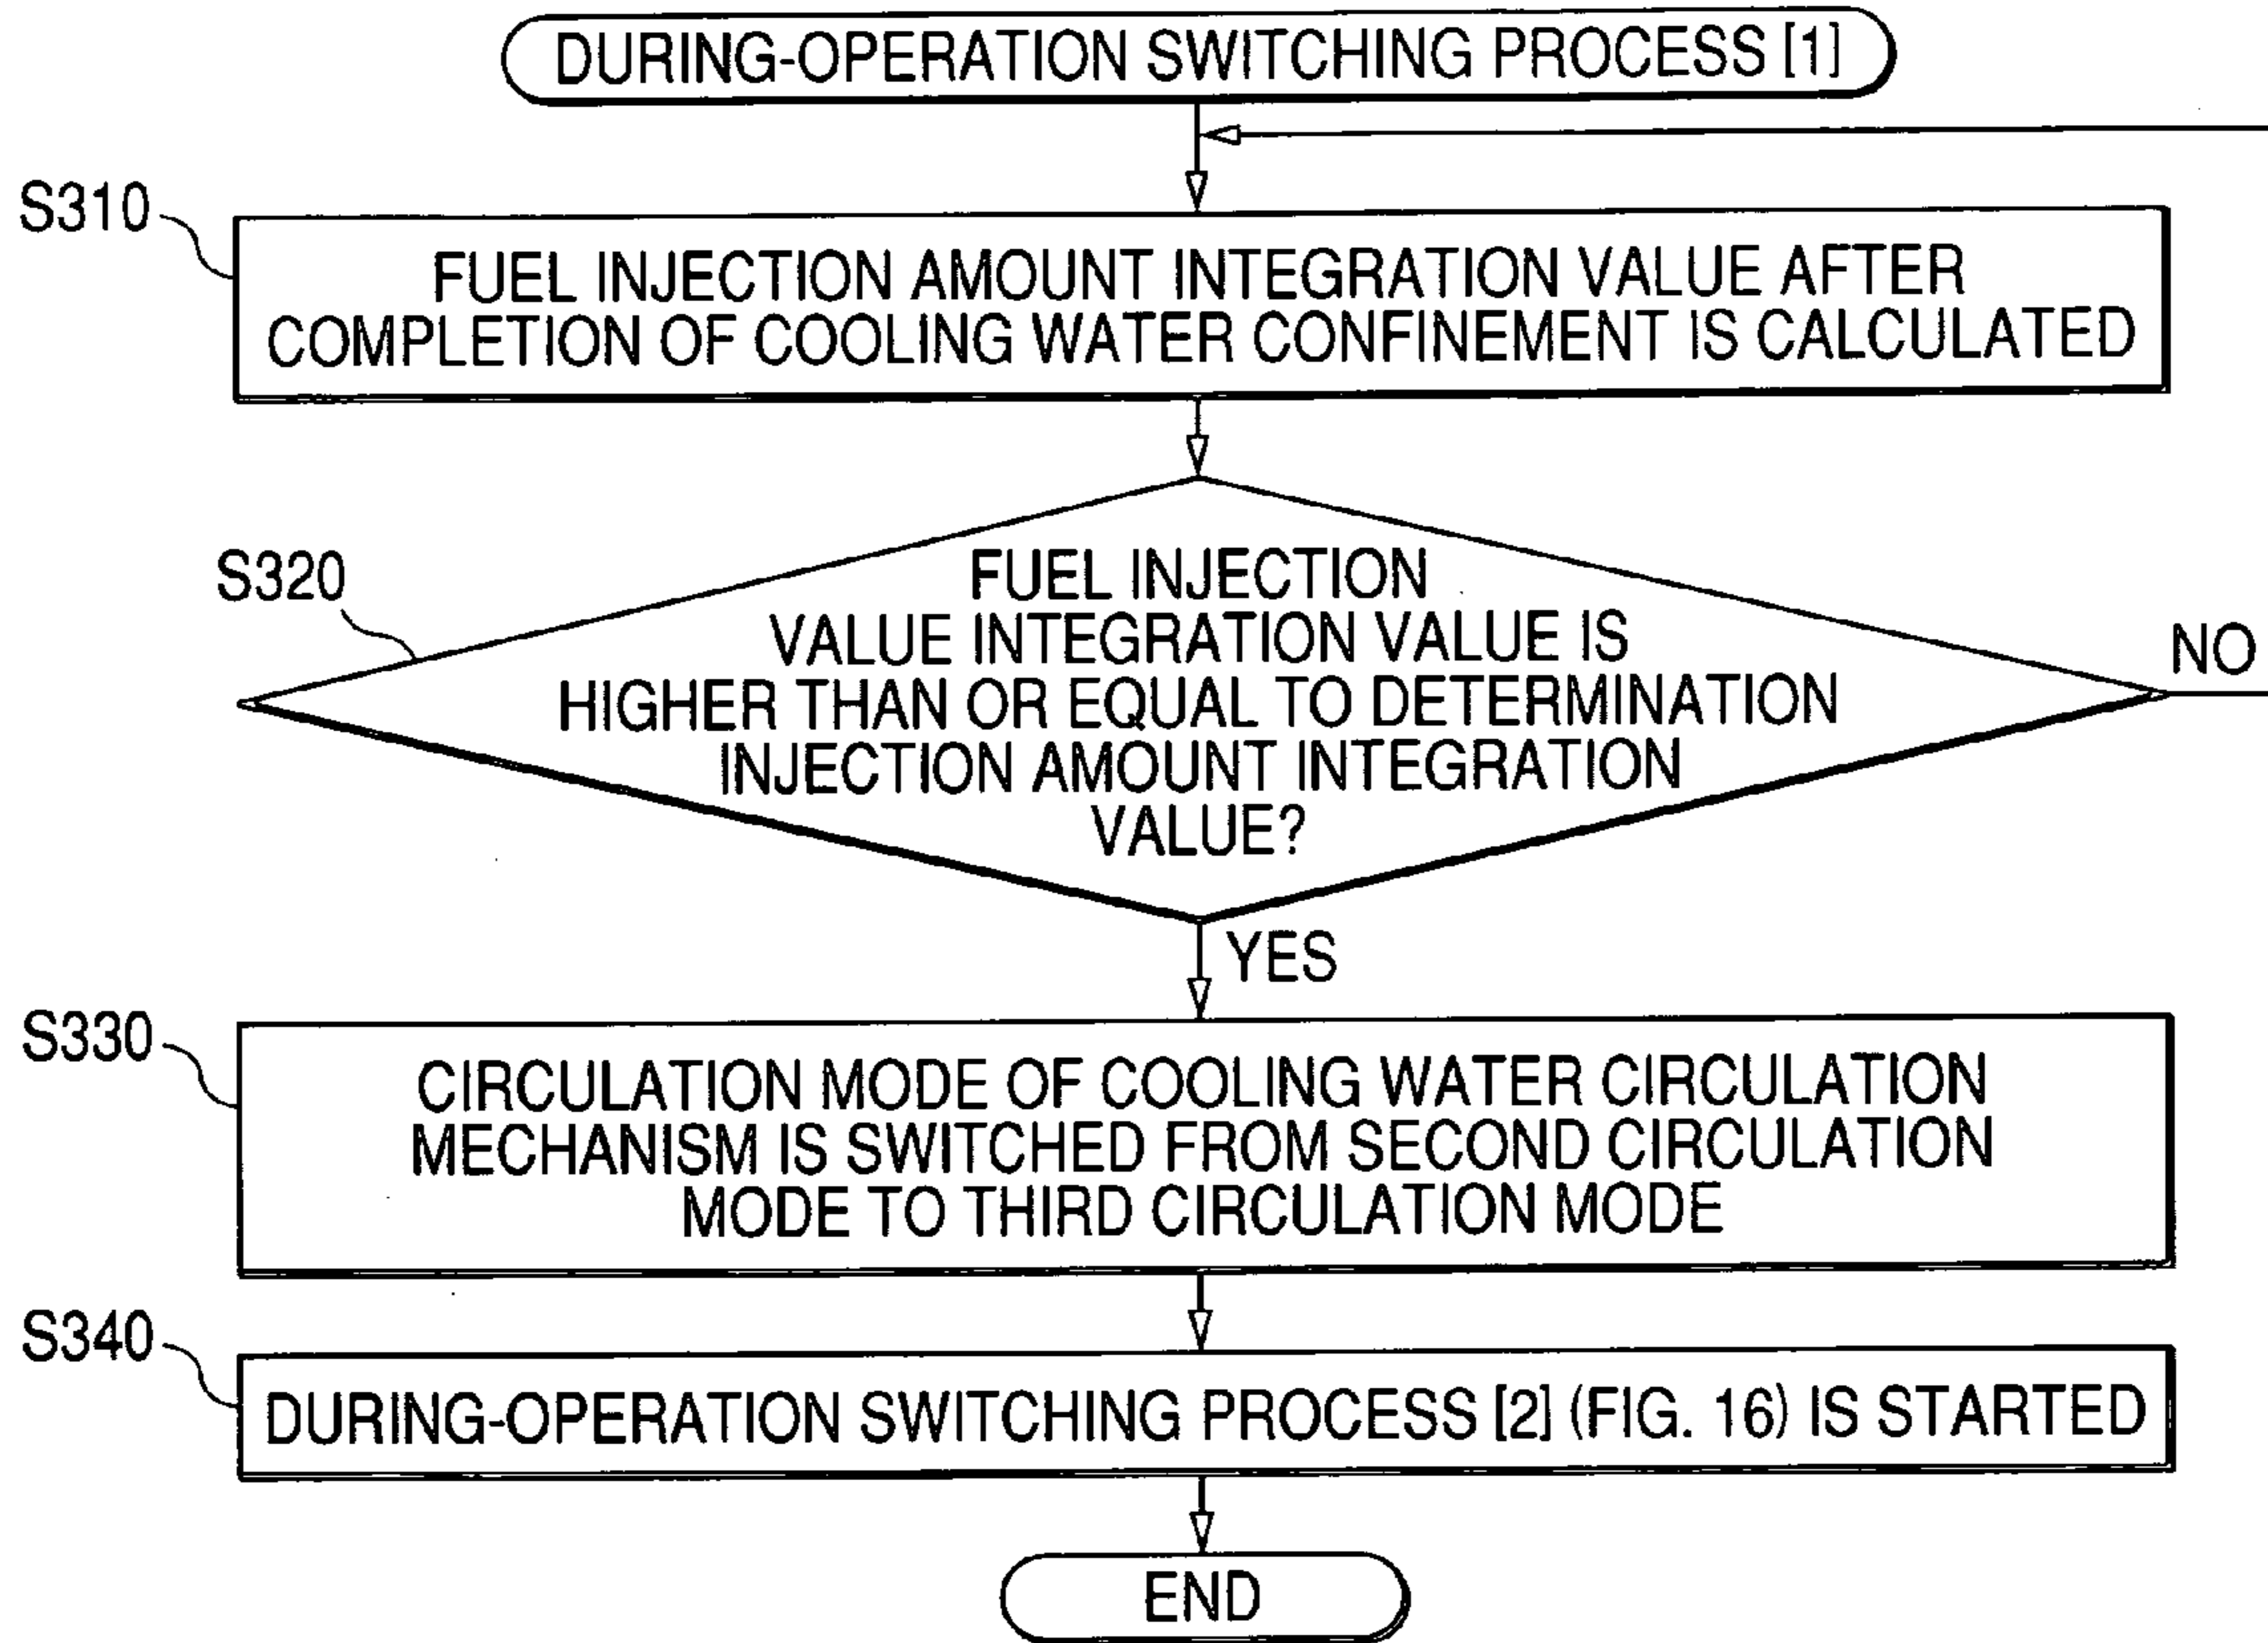 DURING-OPERATION SWITCHING PROCESS [1]
S310
FUEL INJECTION AMOUNT INTEGRATION VALUE AFTER
COMPLETION OF COOLING WATER CONFINEMENT IS CALCULATED
S320
FUEL INJECTION
VALUE INTEGRATION VALUE IS
HIGHER THAN OR EQUAL TO DETERMINATION
INJECTION AMOUNT INTEGRATION
VALUE?
NO
YES
S330
CIRCULATION MODE OF COOLING WATER CIRCULATION
MECHANISM IS SWITCHED FROM SECOND CIRCULATION
MODE TO THIRD CIRCULATION MODE
S340
DURING-OPERATION SWITCHING PROCESS [2] (FIG. 16) IS STARTED
END